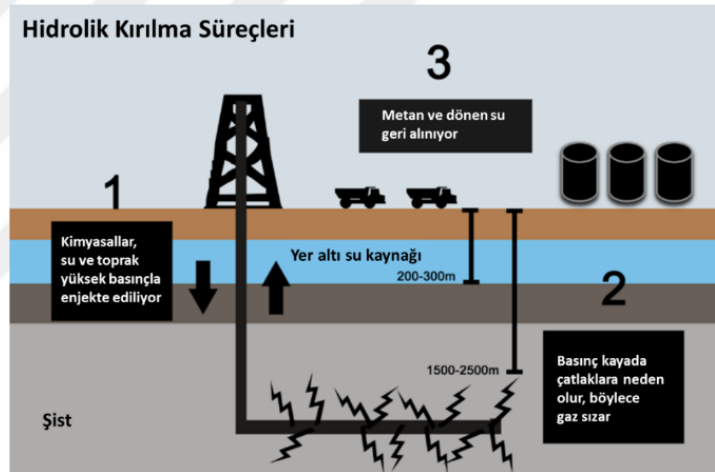 Hidrolik Kırılma Süreçleri
3
Metan ve dönen su
geri alınıyor
1
Kimyasallar,
su ve toprak
yüksek basınçla
enjekte ediliyor
Yer altı su kaynağı
200-300m
2
1500-2500m
Basınç kayada
çatlaklara neden
olur, böylece
gaz sızar
Şist